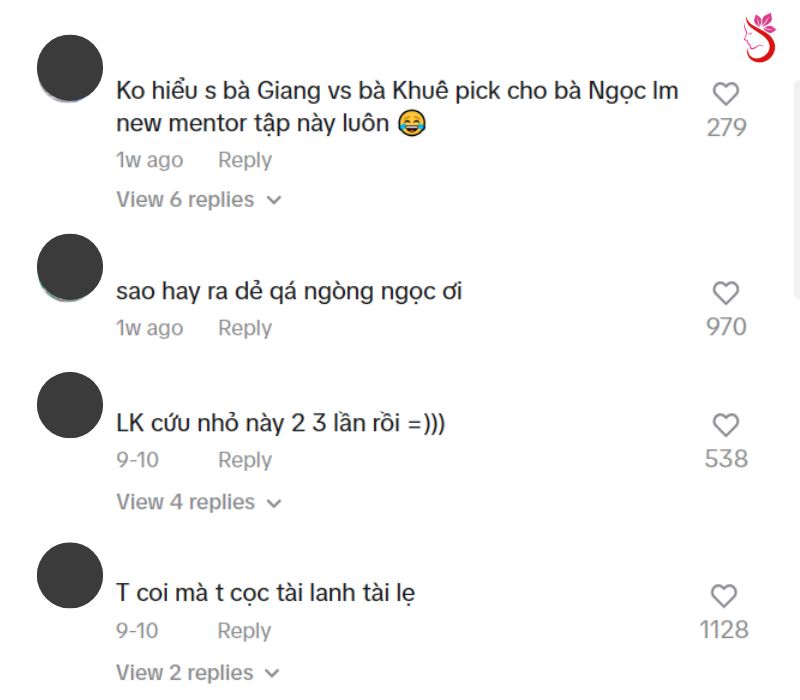 Ko hiểu s bà Giang vs bà Khuê pick cho bà Ngọc lm
new mentor tập này luôn 😂
279
1w ago Reply
View 6 replies
sao hay ra dẻ qá ngòng ngọc ơi
970
1w ago Reply
LK cứu nhỏ này 2 3 lần rồi =)))
538
9-10 Reply
View 4 replies
T coi mà t cọc tài lanh tài lẹ
1128
9-10 Reply
View 2 replies